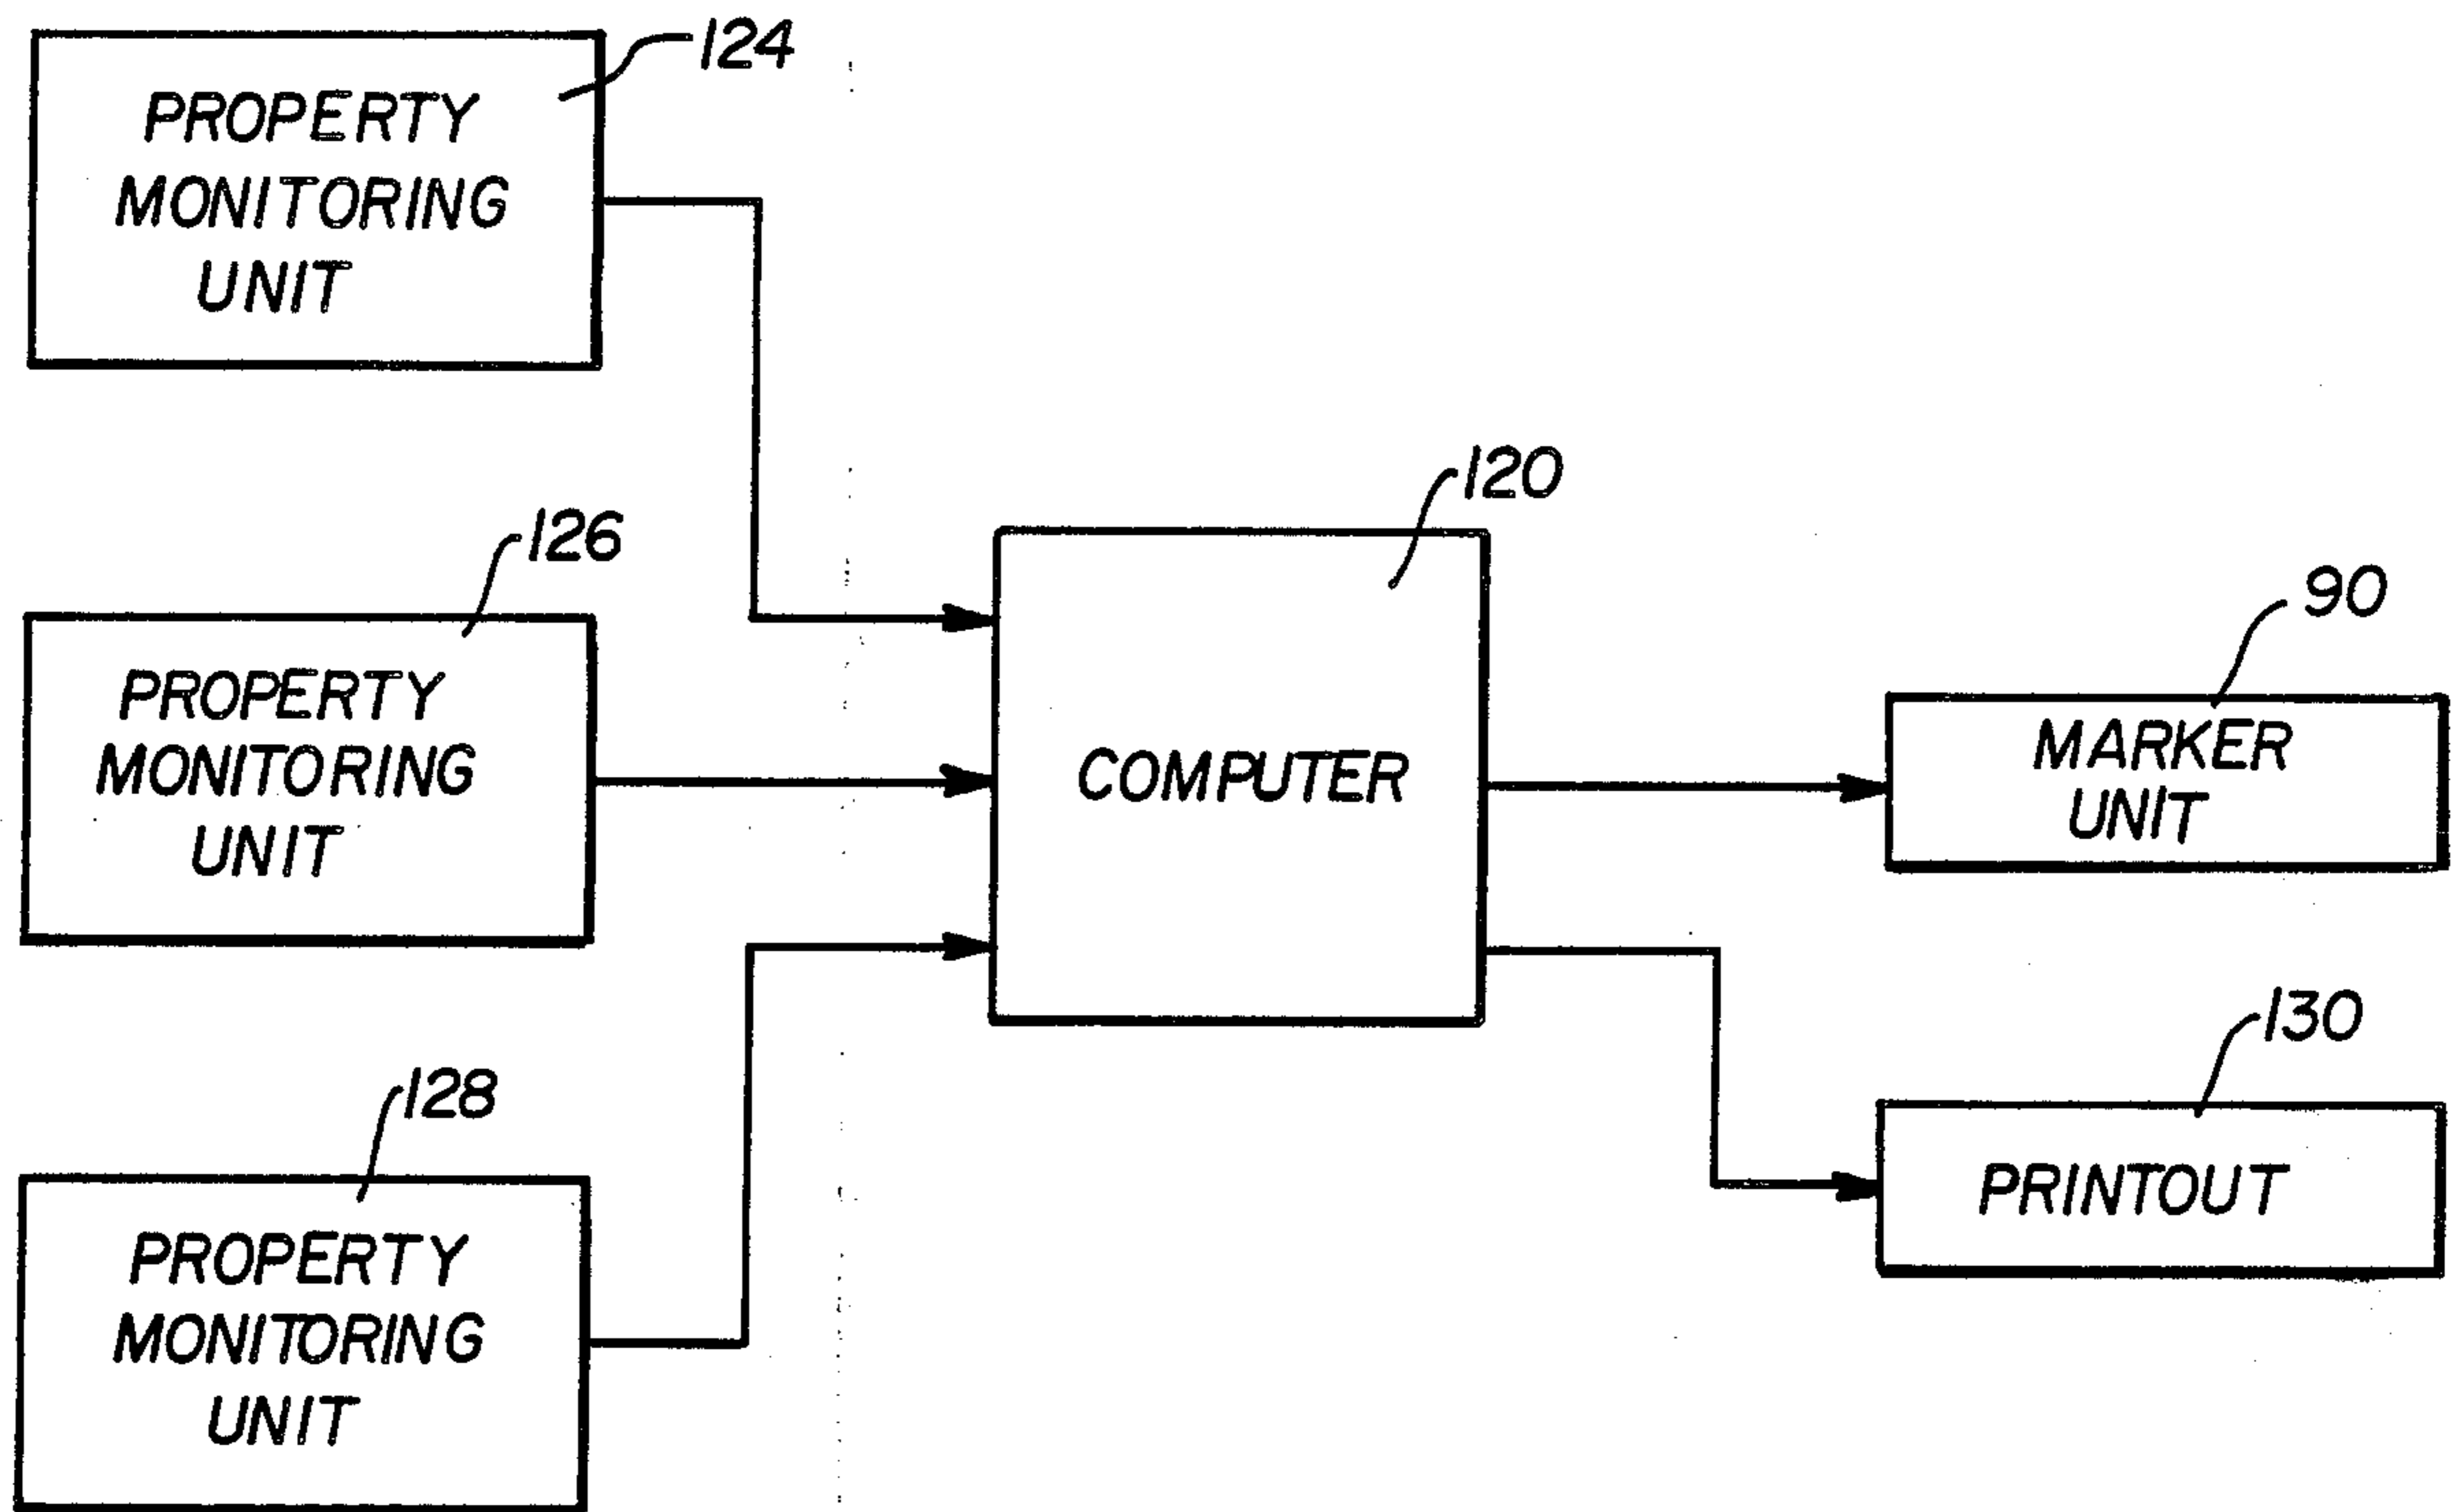 124
PROPERTY
MONITORING
UNIT
126
PROPERTY
MONITORING
UNIT
128
PROPERTY
MONITORING
UNIT
120
COMPUTER
90
MARKER
UNIT
130
PRINTOUT